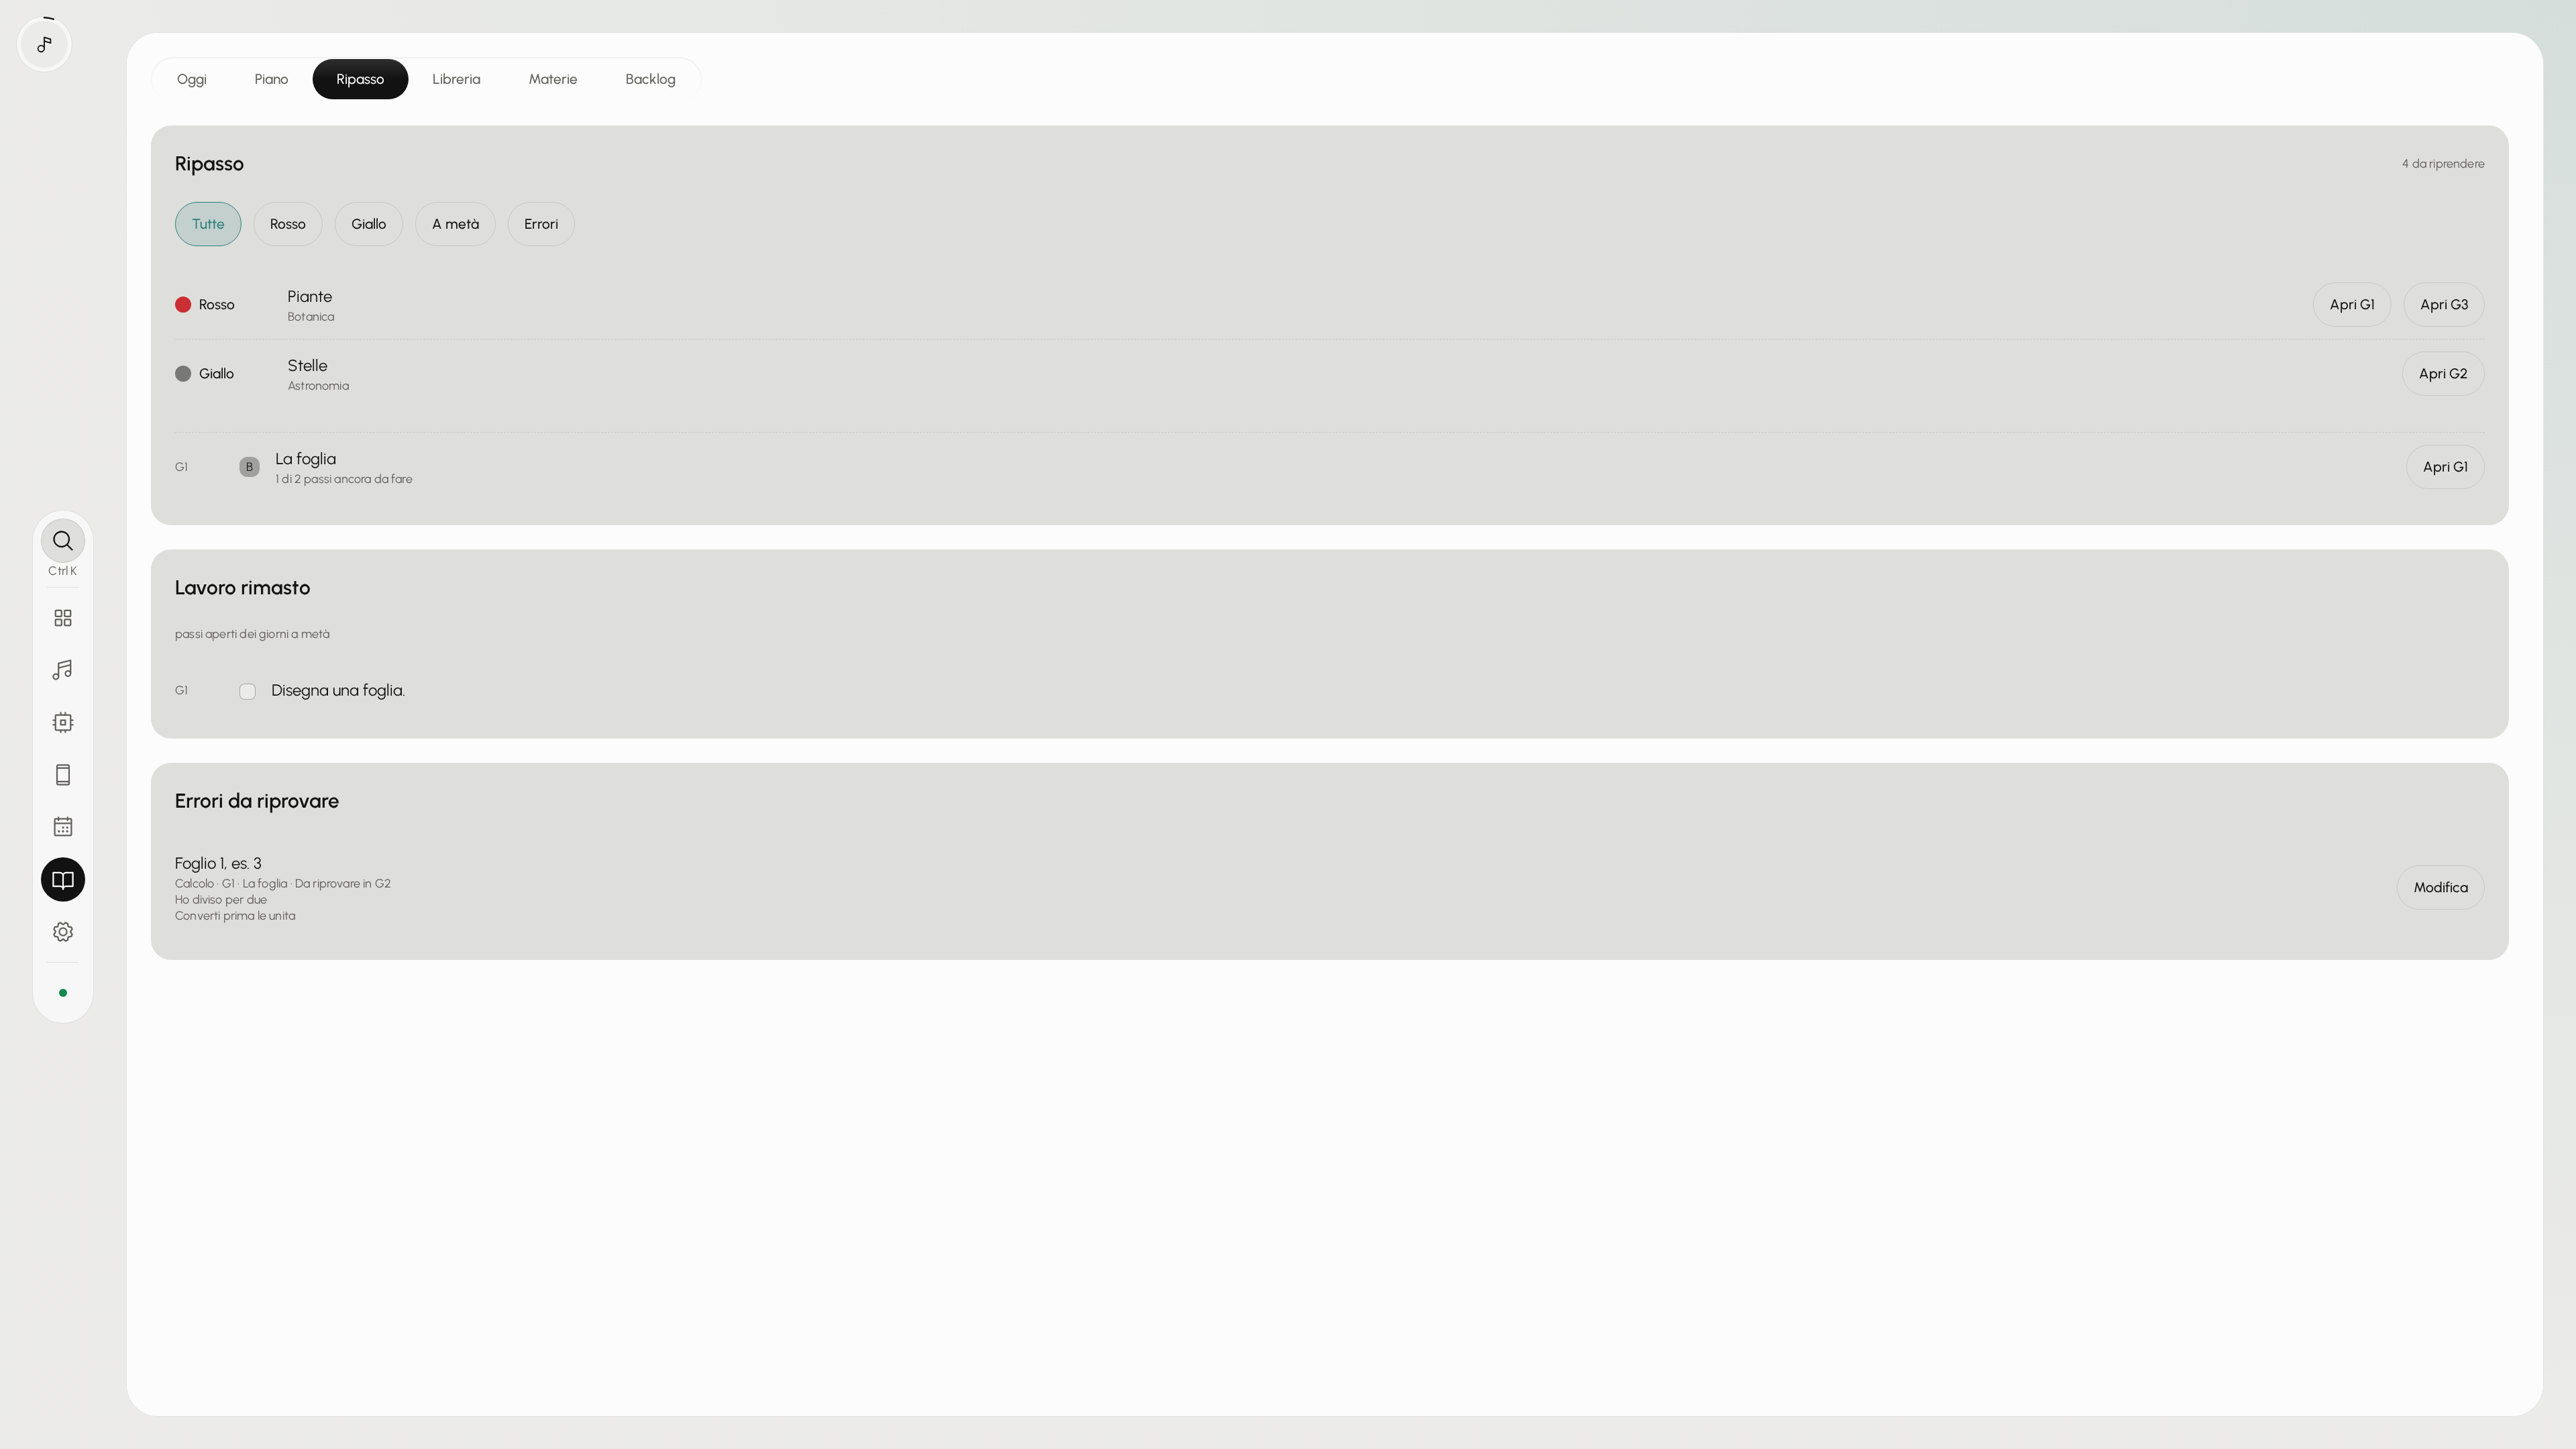 Oggi
Piano
Ripasso
Libreria
Materie
Backlog
Ripasso
4 da riprendere
Tutte
Rosso
Giallo
A metà
Errori
Rosso
Piante
Botanica
Apri G1
Apri G3
Giallo
Stelle
Astronomia
Apri G2
G1
B
La foglia
1 di 2 passi ancora da fare
Apri G1
Ctrl K
Lavoro rimasto
passi aperti dei giorni a metà
G1
Disegna una foglia.
Errori da riprovare
Foglio 1, es. 3
Calcolo · G1 · La foglia · Da riprovare in G2
Ho diviso per due
Converti prima le unita
Modifica